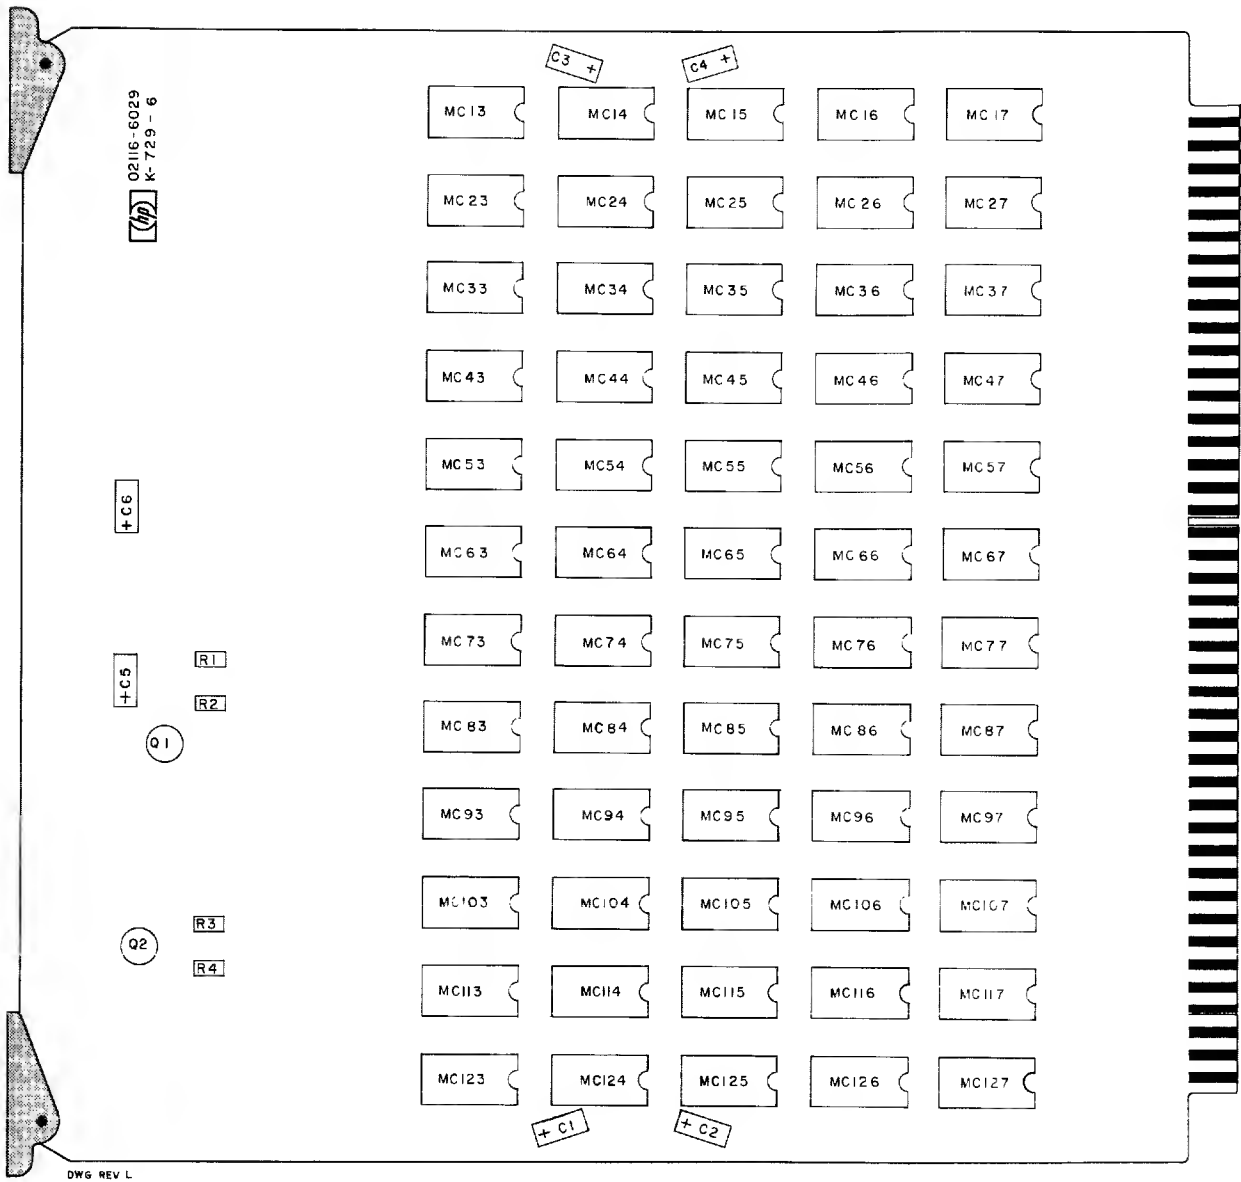 C3 +
C4 +
02116-6029
K-729-6
hp
MC13 MC14 MC15 MC16 MC17
MC23 MC24 MC25 MC26 MC27
MC33 MC34 MC35 MC36 MC37
MC43 MC44 MC45 MC46 MC47
MC53 MC54 MC55 MC56 MC57
+C6
MC63 MC64 MC65 MC66 MC67
MC73 MC74 MC75 MC76 MC77
R1
+C5
R2
MC83 MC84 MC85 MC86 MC87
Q1
MC93 MC94 MC95 MC96 MC97
MC103 MC104 MC105 MC106 MC107
R3
Q2
R4
MC113 MC114 MC115 MC116 MC117
MC123 MC124 MC125 MC126 MC127
+ C1
+ C2
DWG REV L